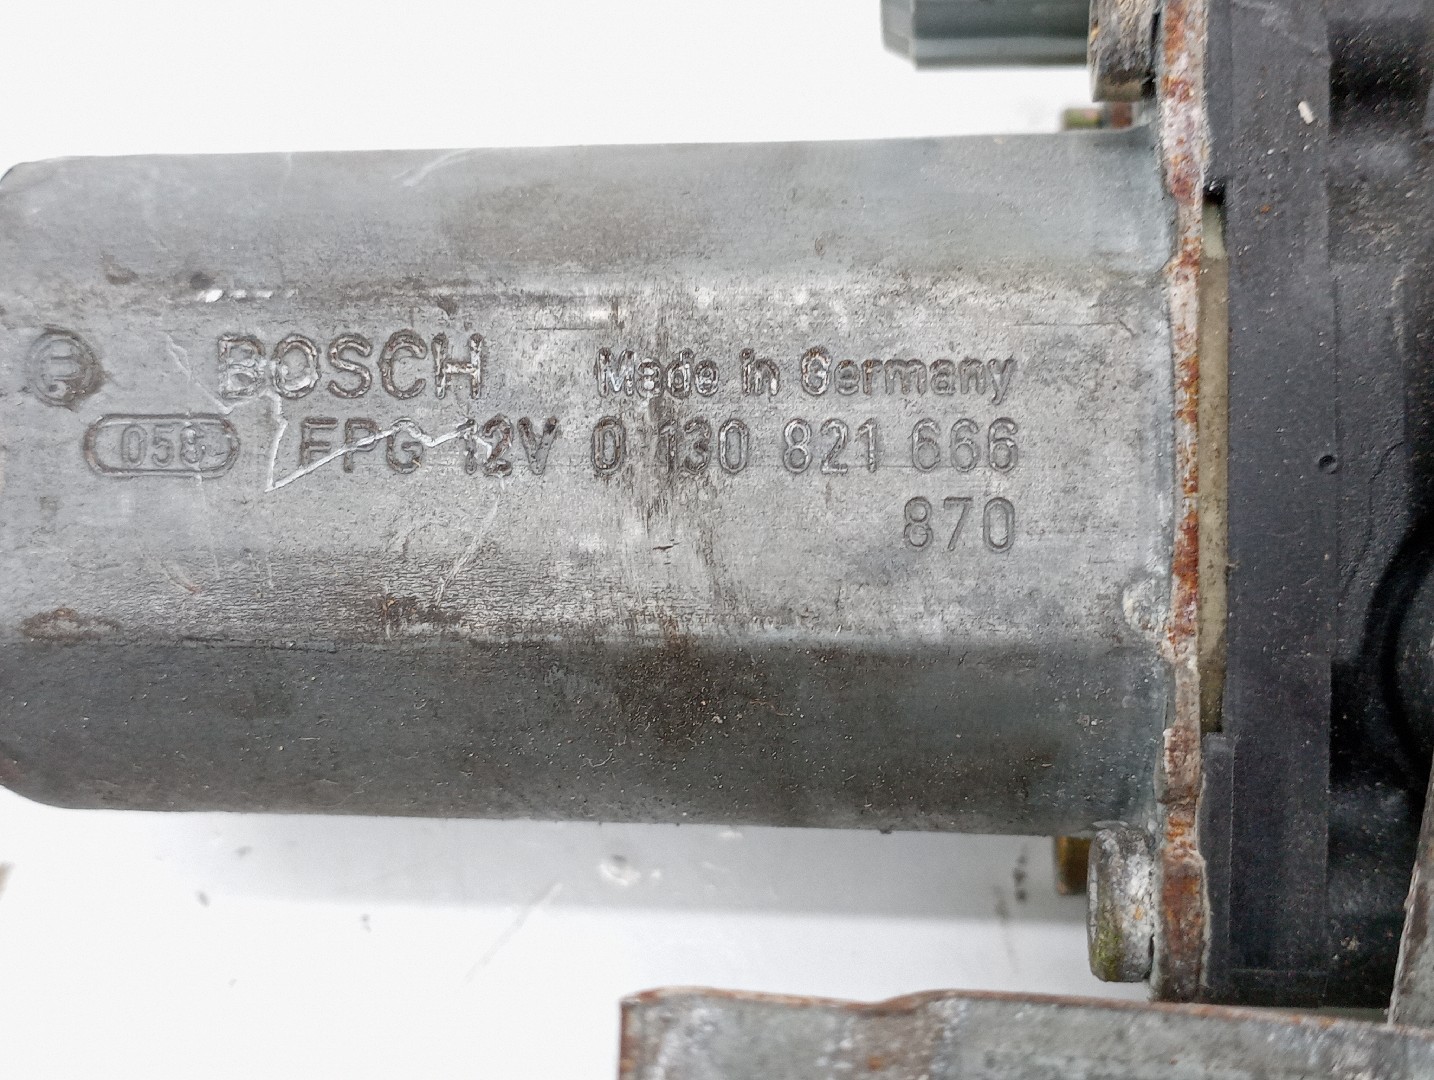 BOSCH Made in Germany
058 FPG 12V 0 130 821 666
870